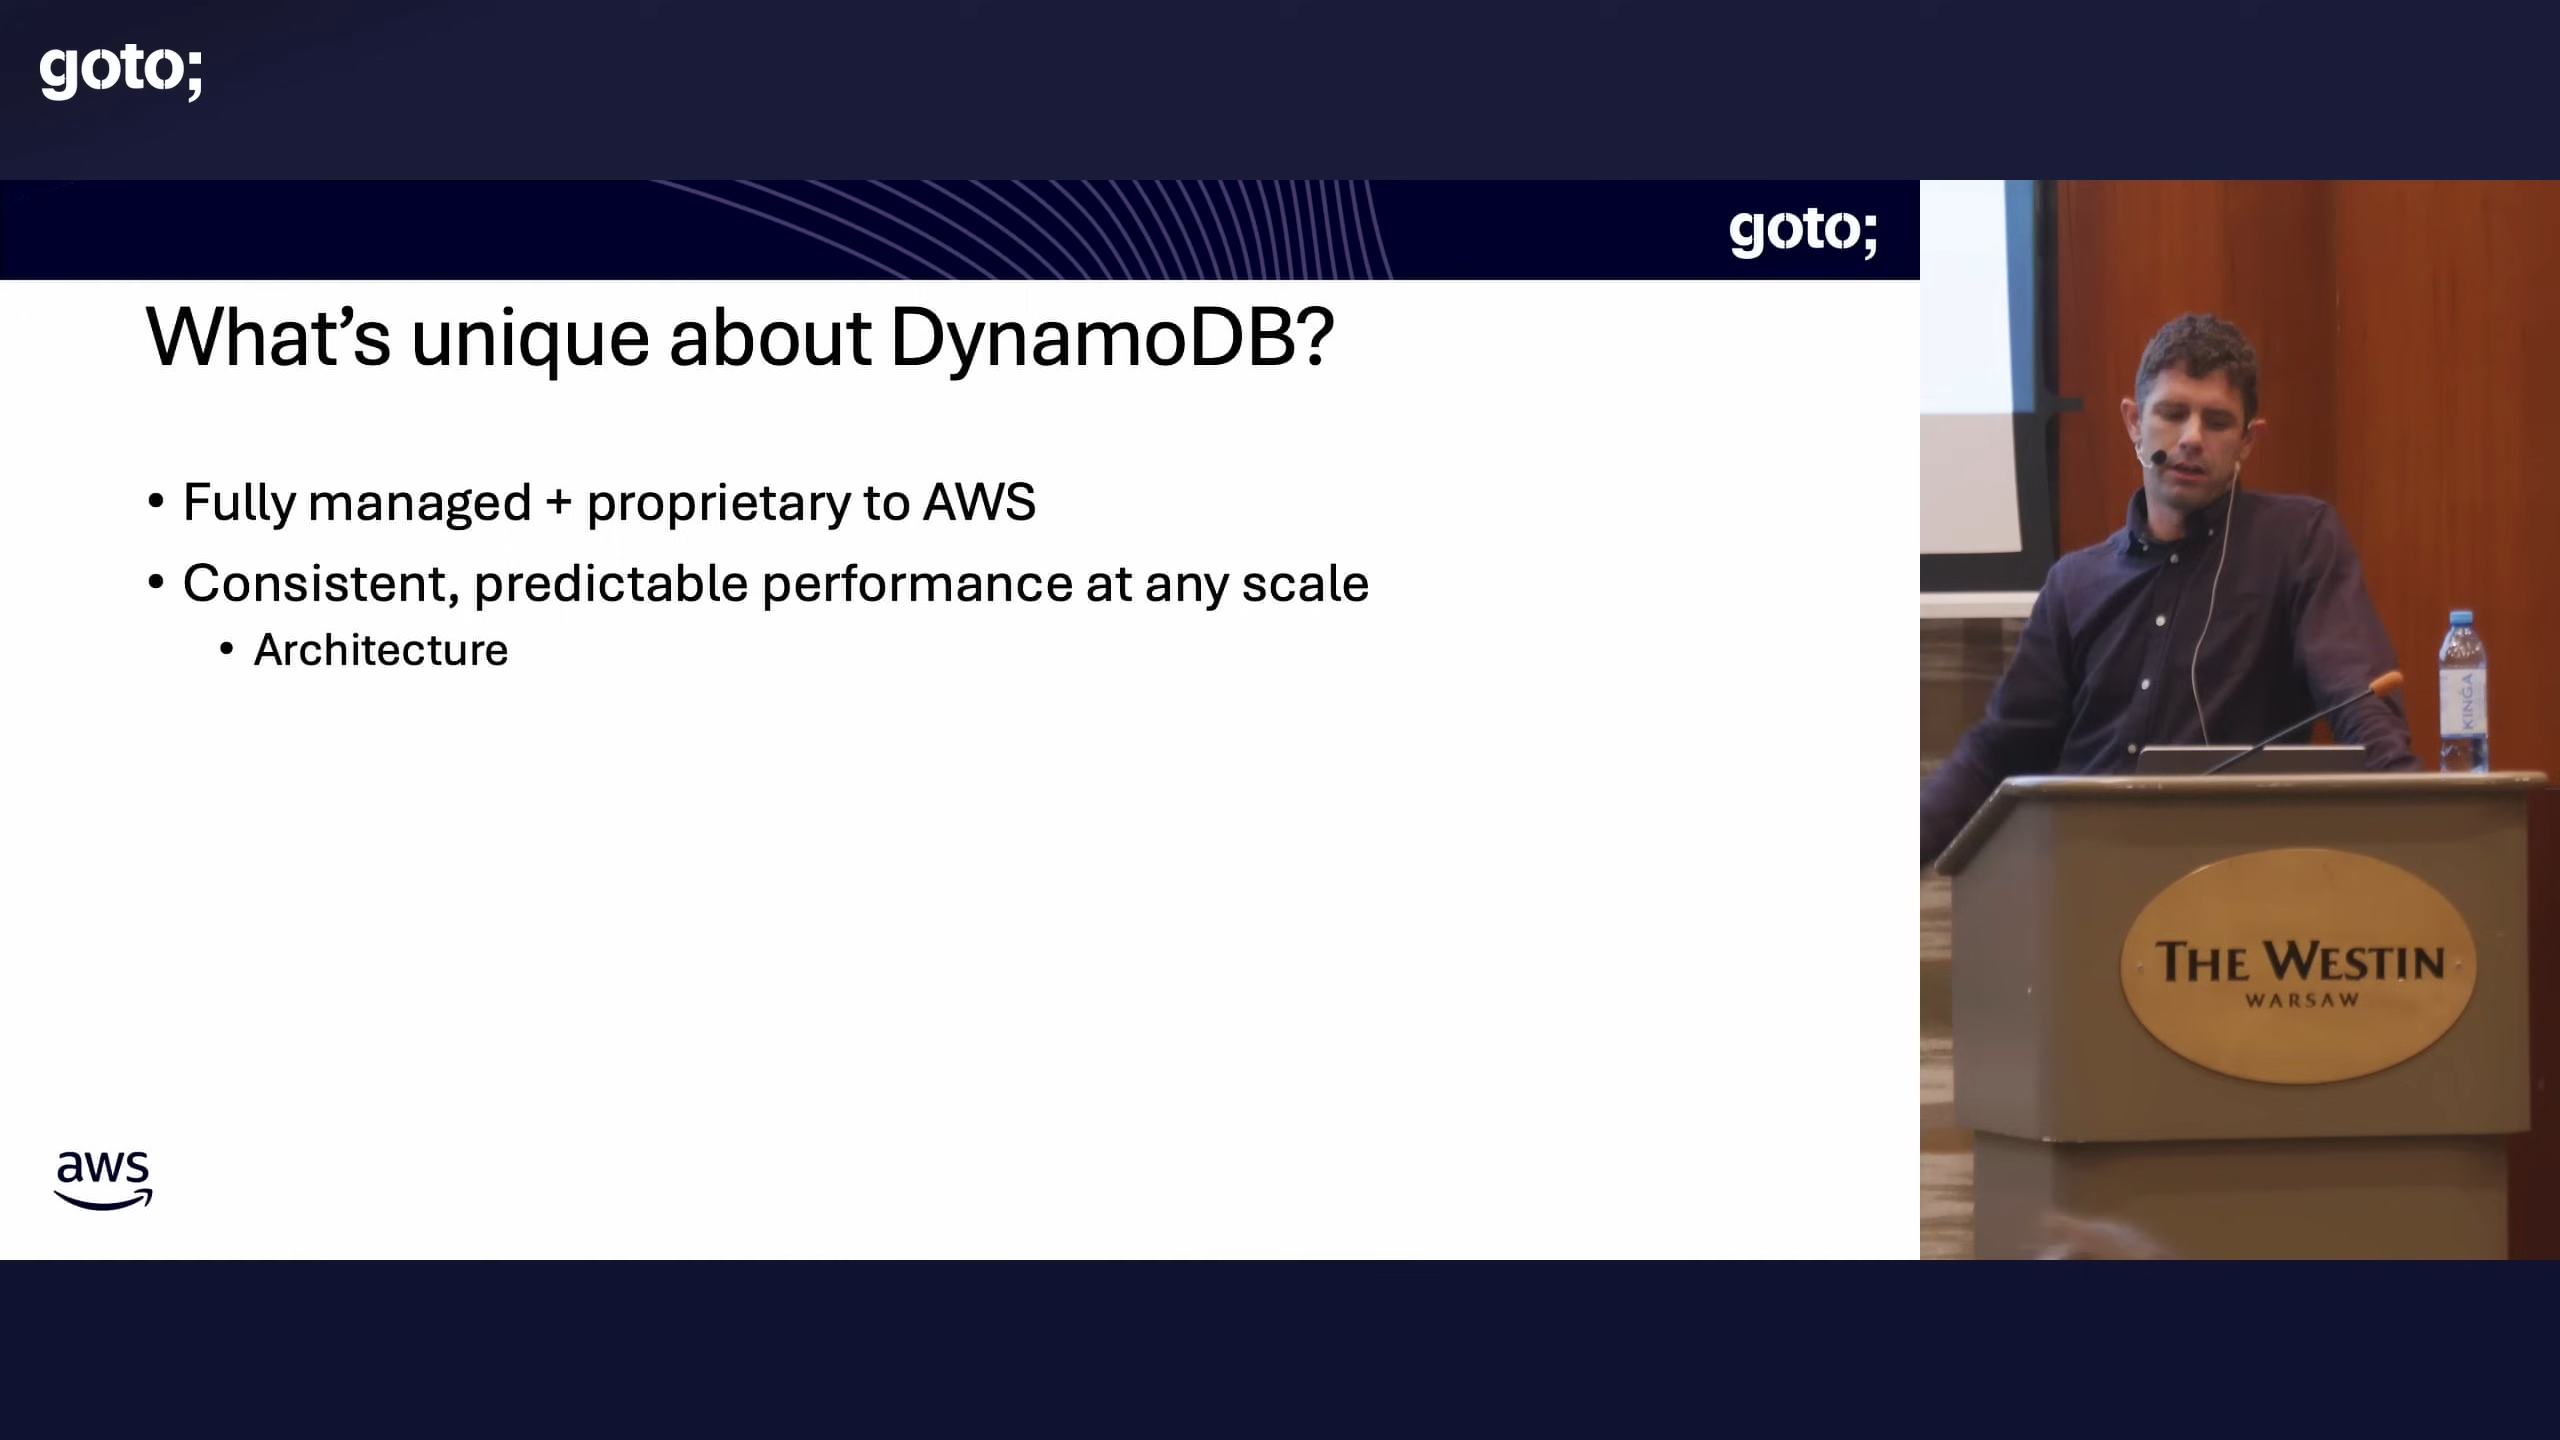 goto;
goto;
What's unique about DynamoDB?
• Fully managed + proprietary to AWS
• Consistent, predictable performance at any scale
• Architecture
aws
KINGA
THE WESTIN
WARSAW